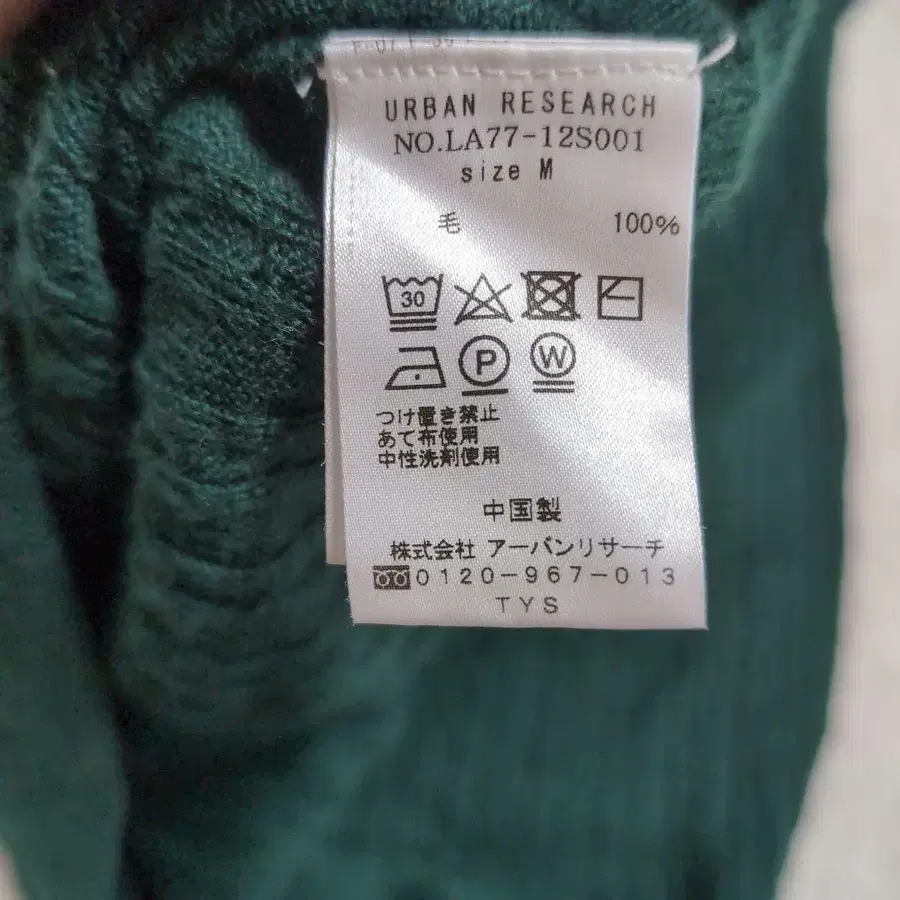 URBAN RESEARCH
NO.LA77-12S001
size M
毛 100%
30
P W
つけ置き禁止
あて布使用
中性洗剤使用
中国製
株式会社 アーバンリサーチ
0120-967-013
TYS